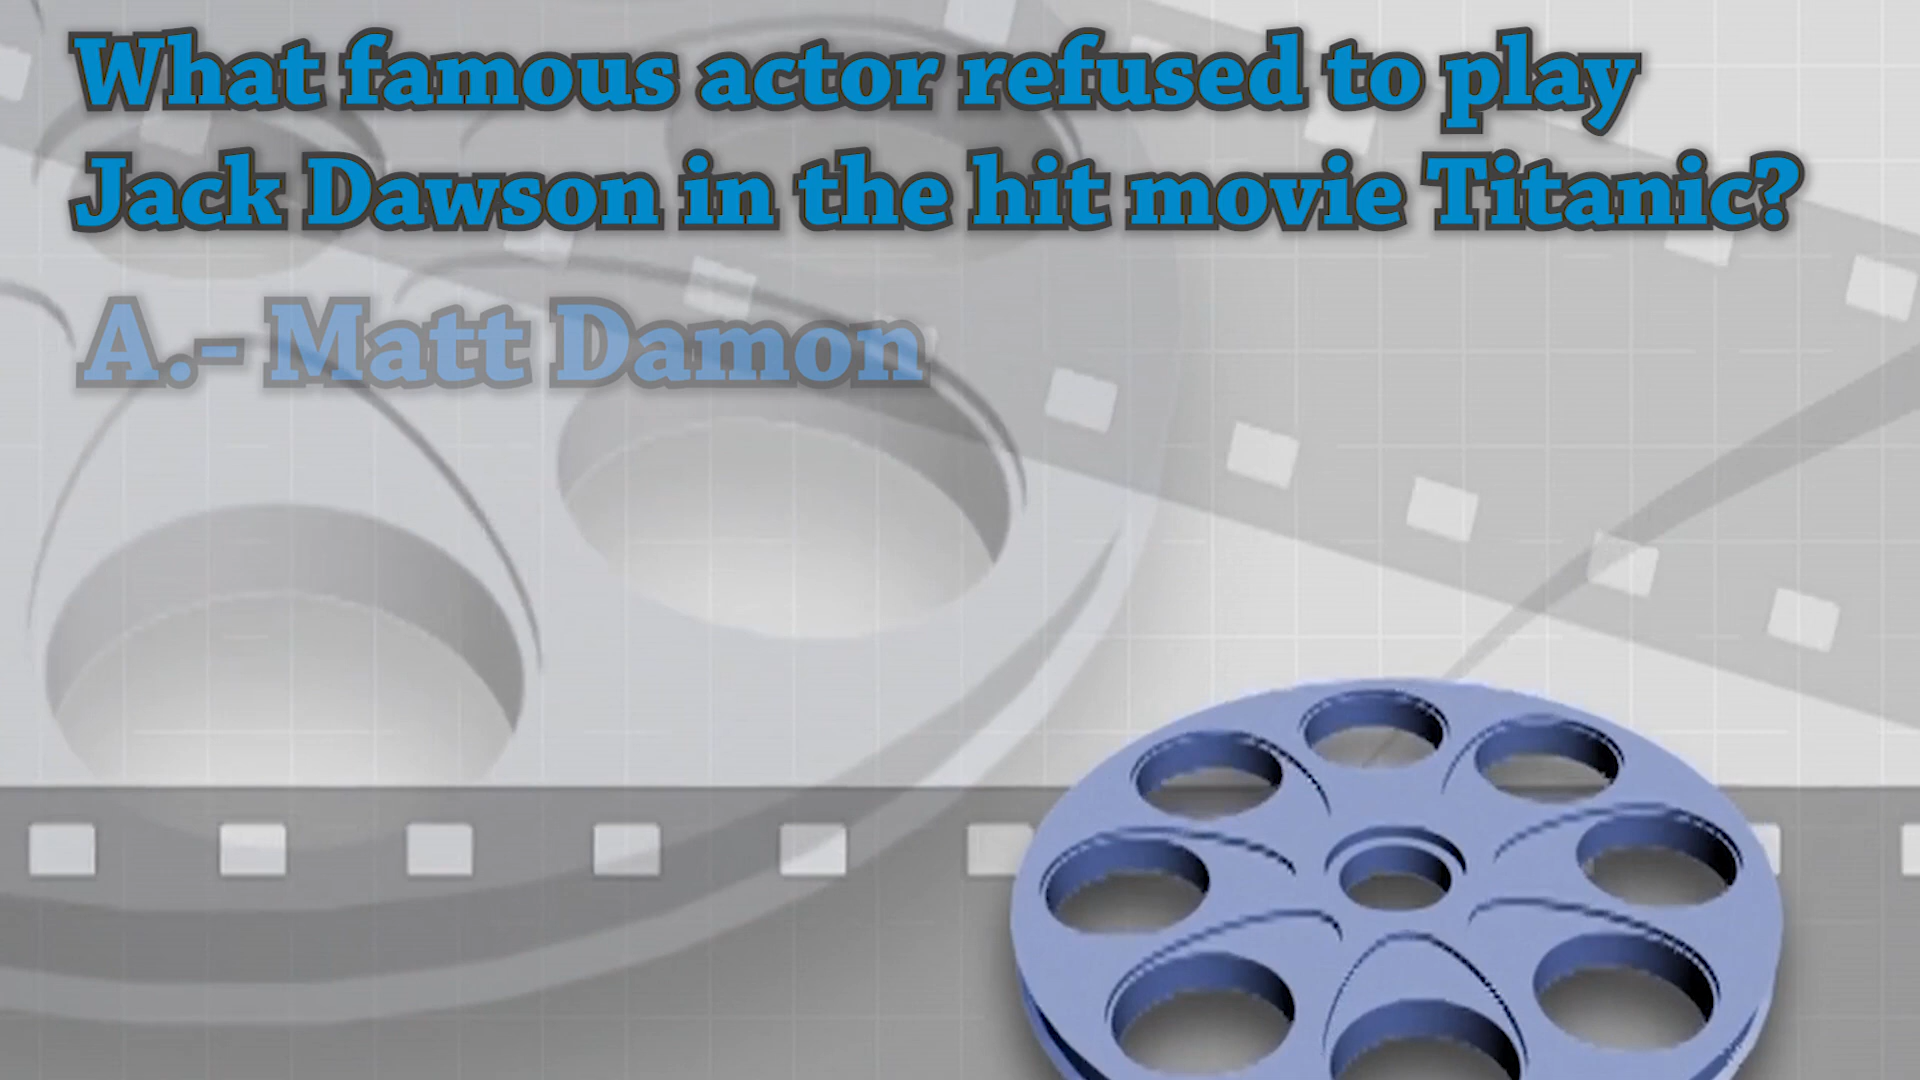 What famous actor refused to play
Jack Dawson in the hit movie Titanic?
A.- Matt Damon